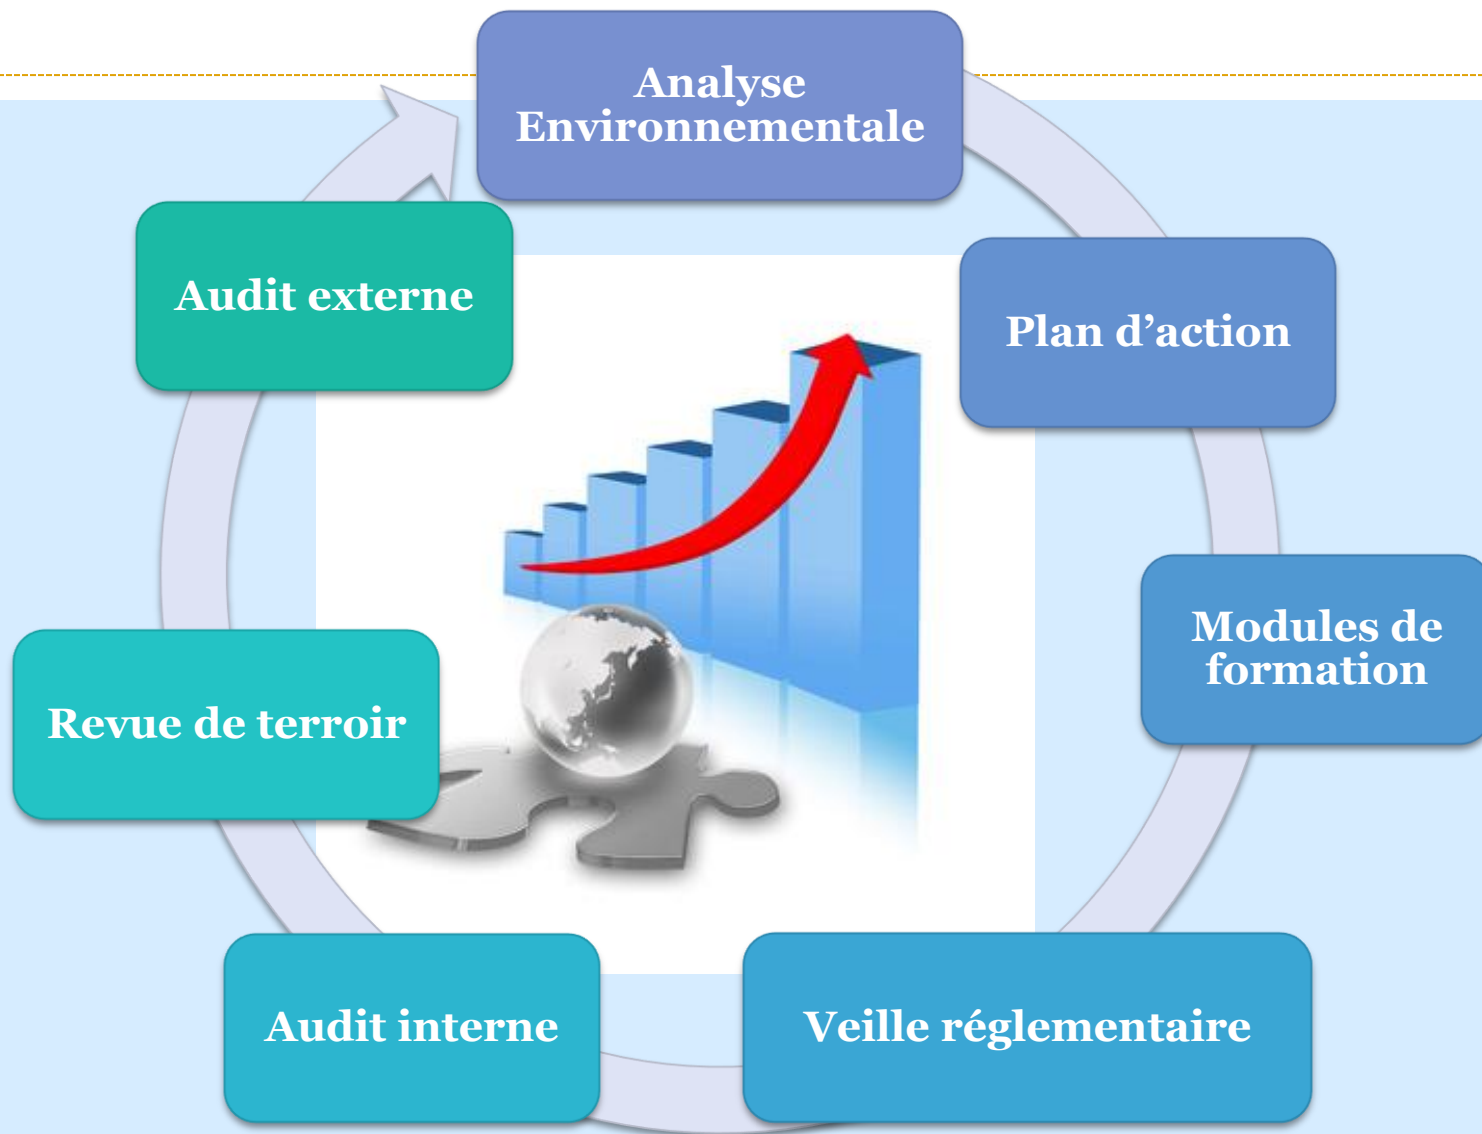 Analyse
Environnementale
Plan d’action
Modules de
formation
Veille réglementaire
Audit interne
Revue de terroir
Audit externe